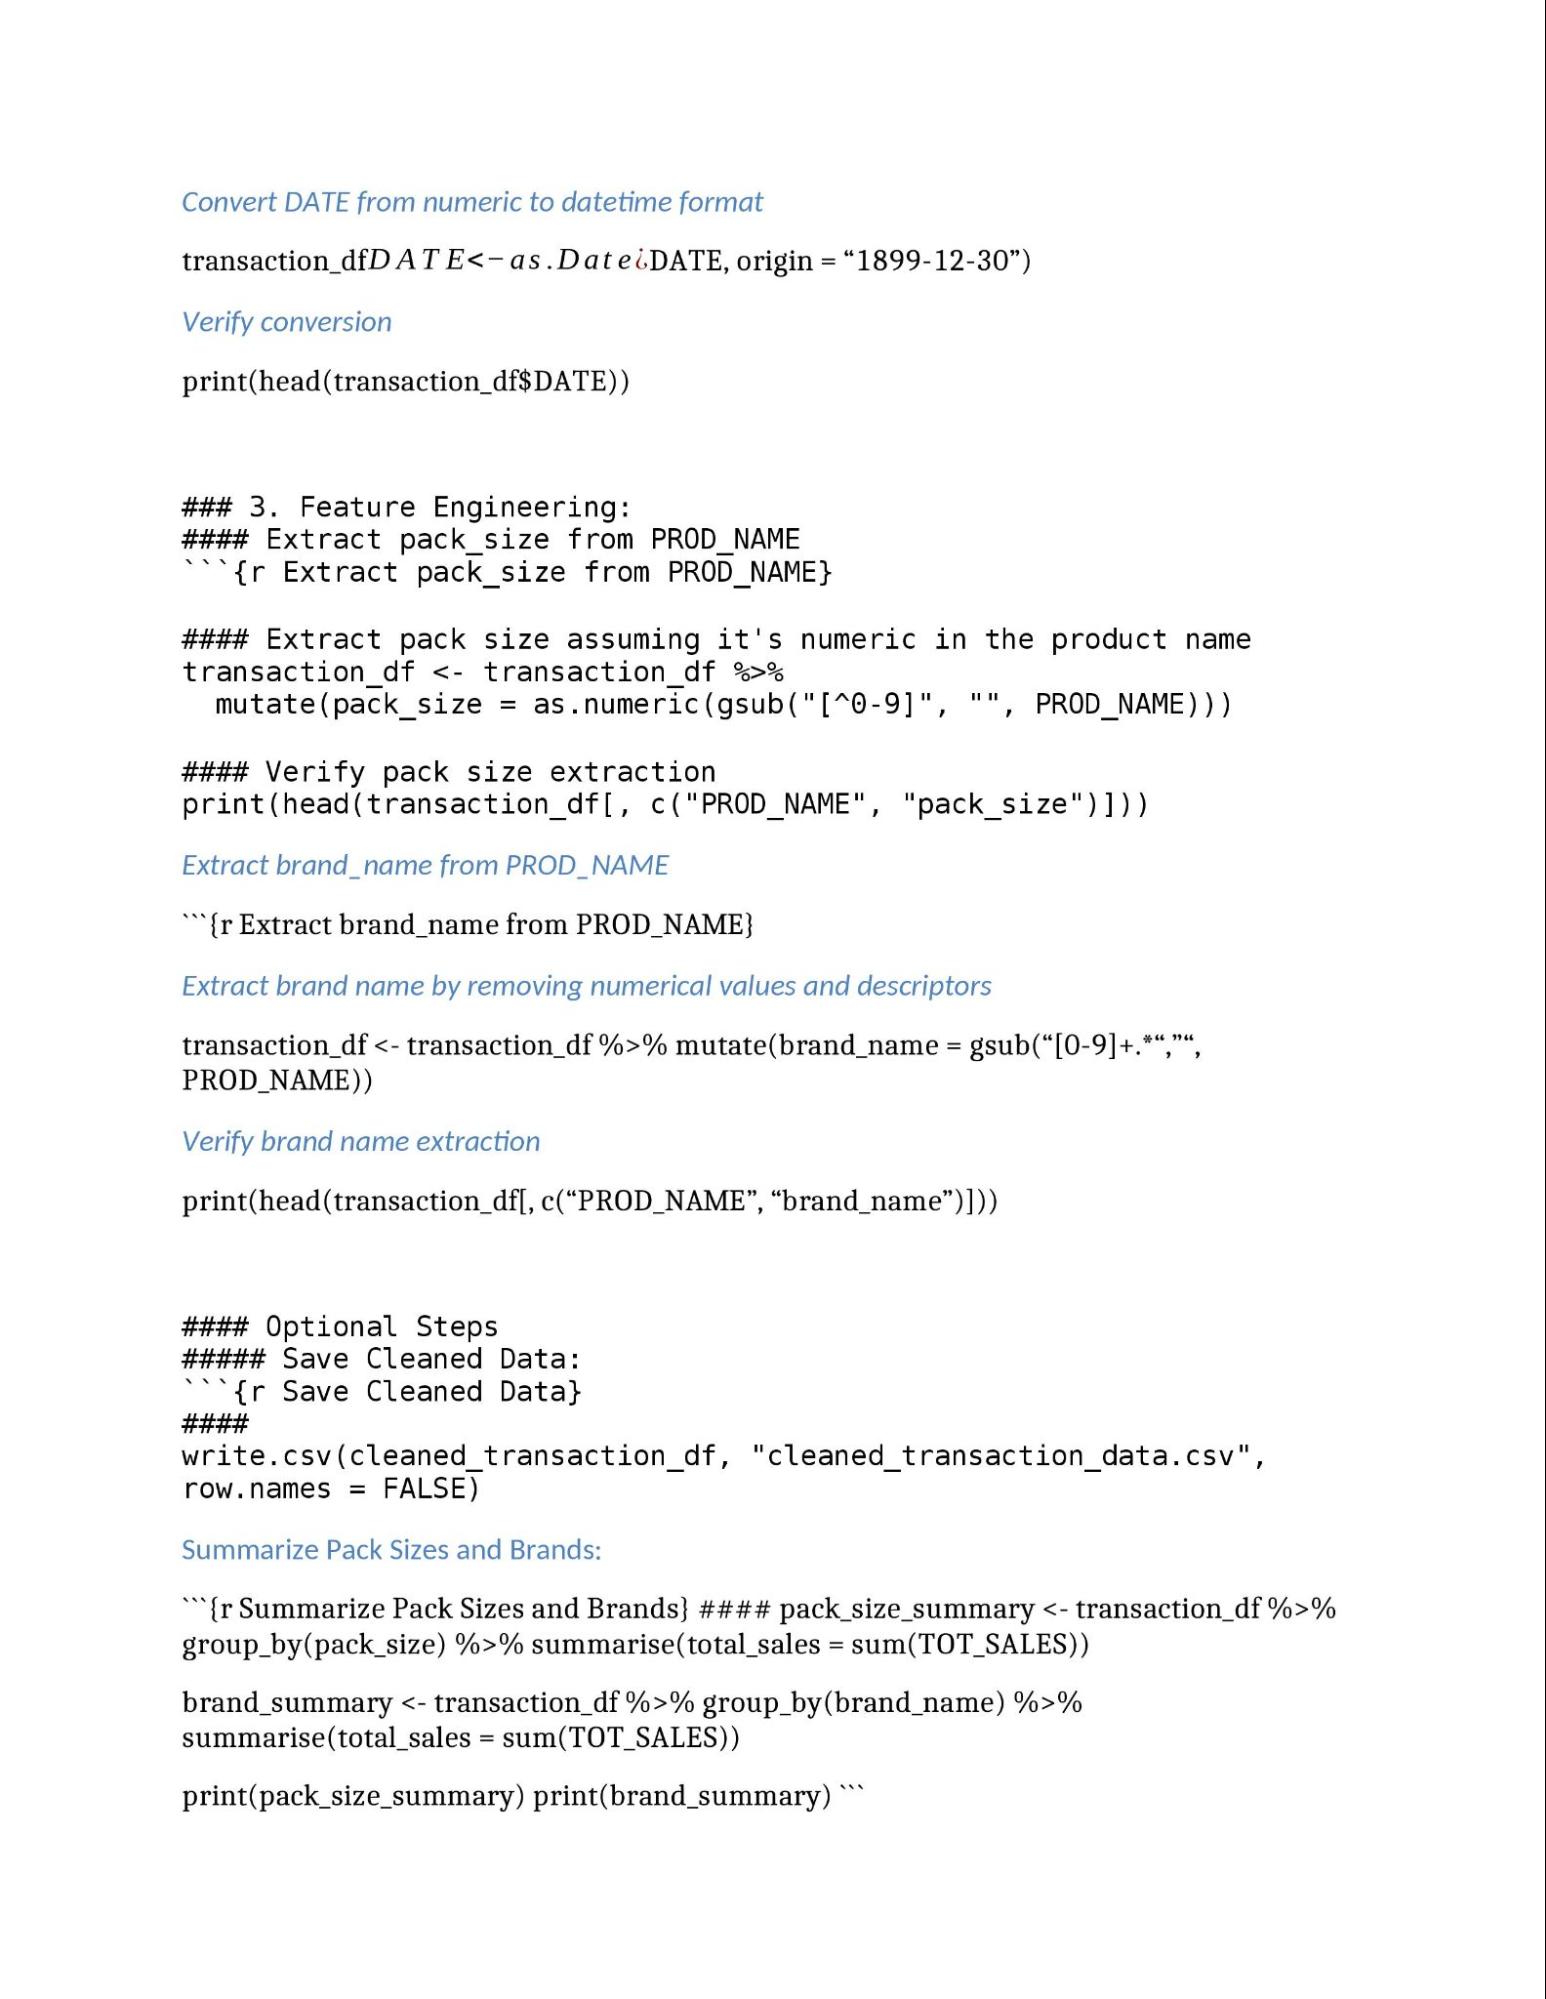 Convert DATE from numeric to datetime format
transaction_dfDATE<−as.Date¿DATE, origin = “1899-12-30”)
Verify conversion
print(head(transaction_df$DATE))
### 3. Feature Engineering:
#### Extract pack_size from PROD_NAME
```{r Extract pack_size from PROD_NAME}
#### Extract pack size assuming it's numeric in the product name
transaction_df <- transaction_df %>%
  mutate(pack_size = as.numeric(gsub("[^0-9]", "", PROD_NAME)))
#### Verify pack size extraction
print(head(transaction_df[, c("PROD_NAME", "pack_size")]))
Extract brand_name from PROD_NAME
```{r Extract brand_name from PROD_NAME}
Extract brand name by removing numerical values and descriptors
transaction_df <- transaction_df %>% mutate(brand_name = gsub(“[0-9]+.*“,”“,
PROD_NAME))
Verify brand name extraction
print(head(transaction_df[, c(“PROD_NAME”, “brand_name”)]))
#### Optional Steps
##### Save Cleaned Data:
```{r Save Cleaned Data}
####
write.csv(cleaned_transaction_df, "cleaned_transaction_data.csv",
row.names = FALSE)
Summarize Pack Sizes and Brands:
```{r Summarize Pack Sizes and Brands} #### pack_size_summary <- transaction_df %>%
group_by(pack_size) %>% summarise(total_sales = sum(TOT_SALES))
brand_summary <- transaction_df %>% group_by(brand_name) %>%
summarise(total_sales = sum(TOT_SALES))
print(pack_size_summary) print(brand_summary) ```